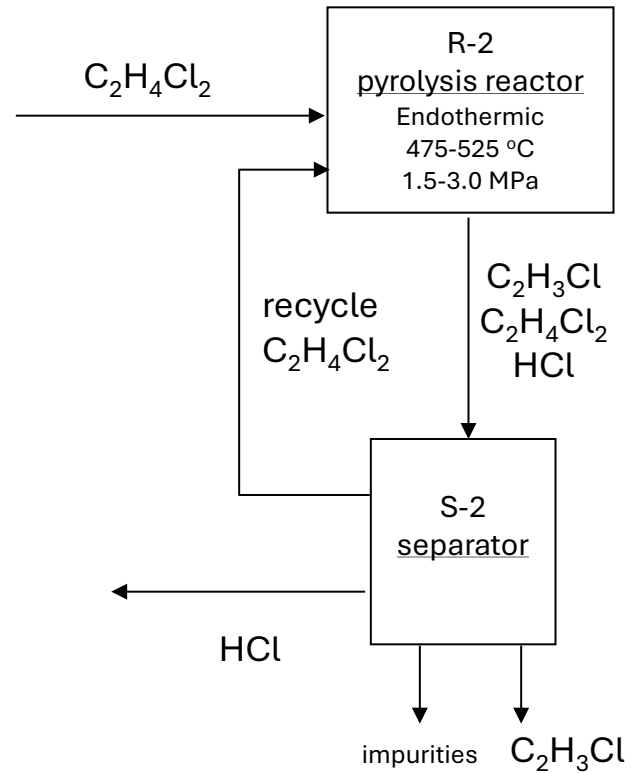 R-2
pyrolysis reactor
Endothermic
475-525 ᵒC
1.5-3.0 MPa
C₂H₄Cl₂
C₂H₃Cl
C₂H₄Cl₂
HCl
recycle
C₂H₄Cl₂
S-2
separator
HCl
impurities
C₂H₃Cl